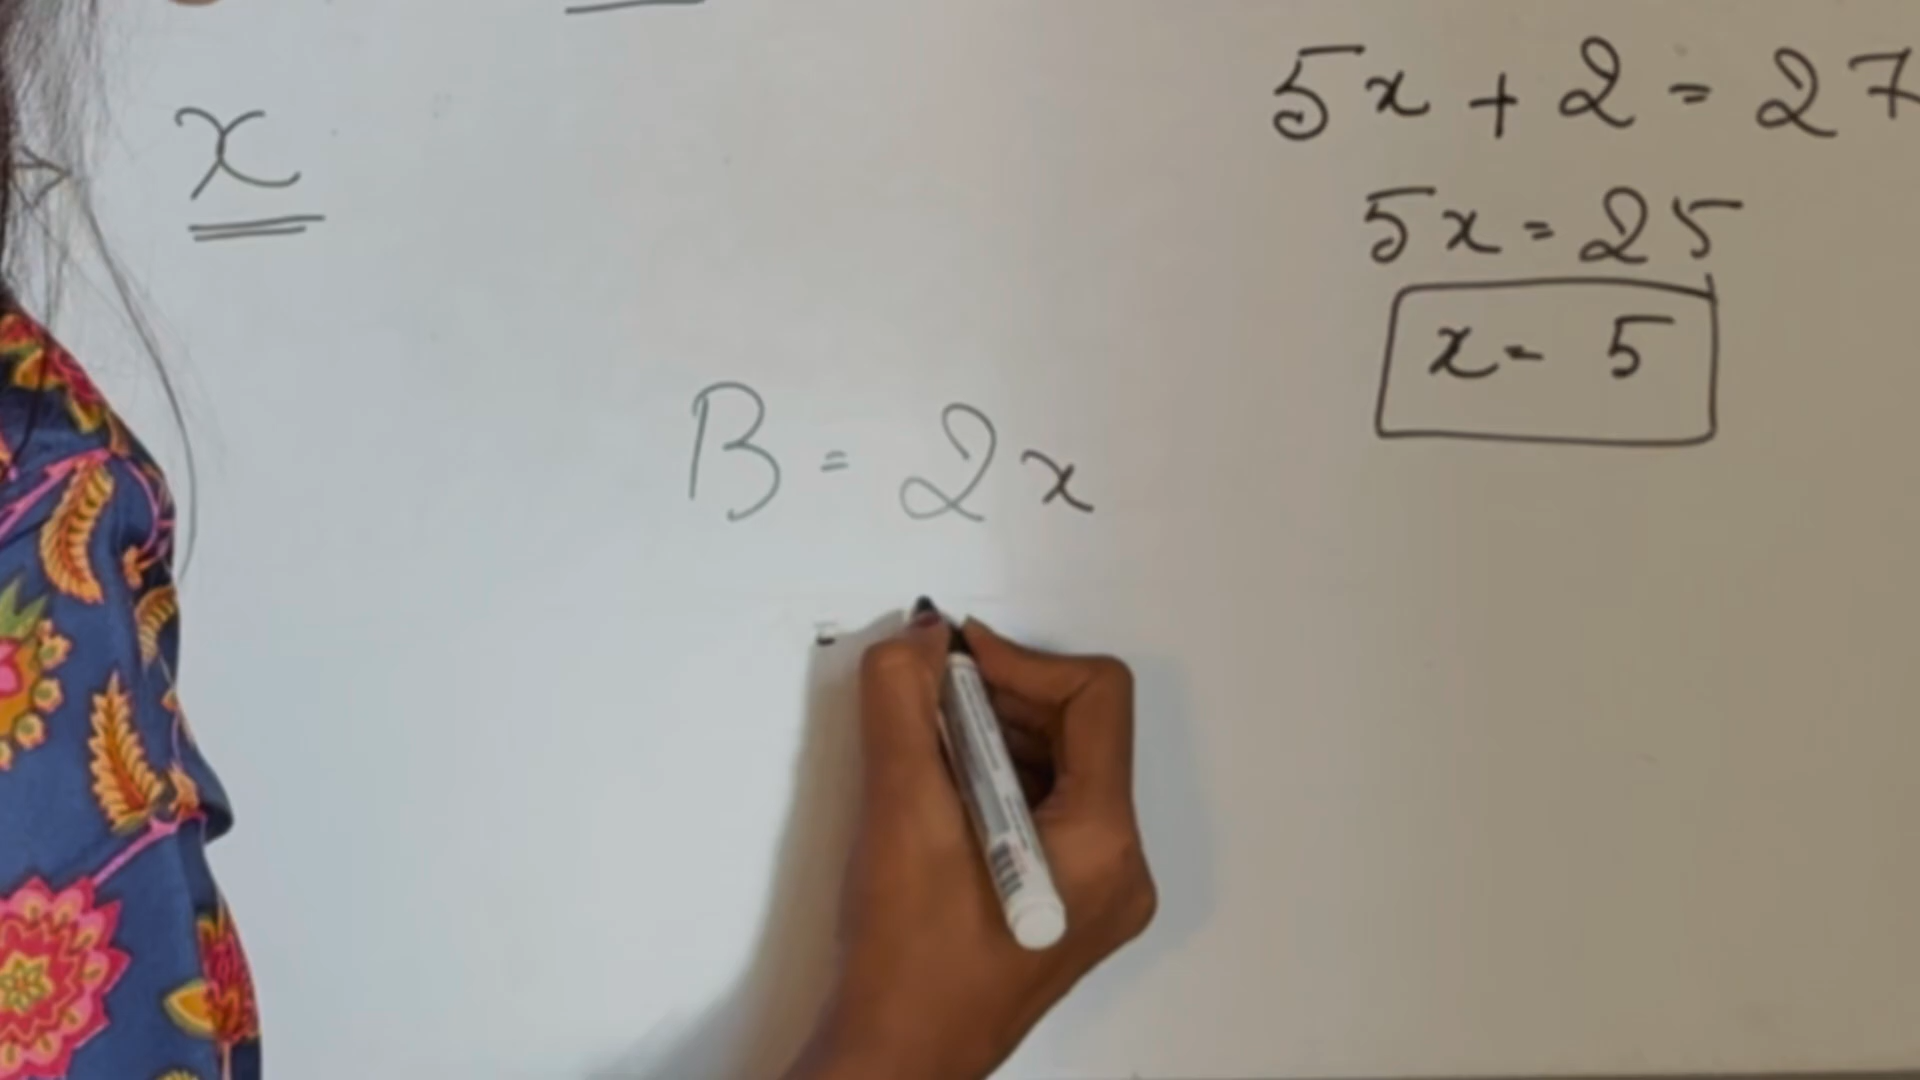 x
5x + 2 = 27
5x = 25
x = 5
B = 2x
=